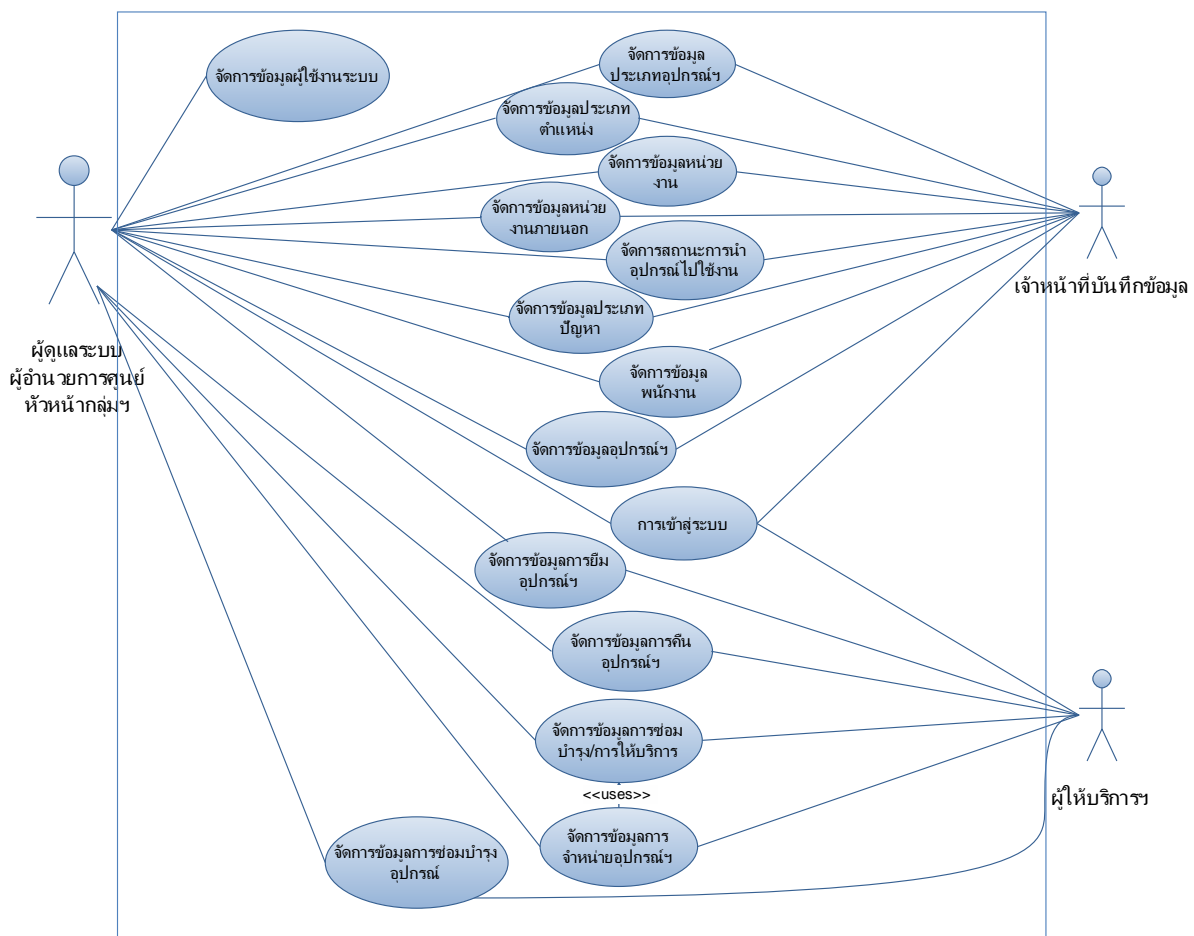 จัดการข้อมูลผู้ใช้งานระบบ
จัดการข้อมูล
ประเภทอุปกรณ์ฯ
จัดการข้อมูลประเภท
ตำแหน่ง
จัดการข้อมูลหน่วย
งาน
จัดการข้อมูลหน่วย
งานภายนอก
จัดการสถานะการนำ
อุปกรณ์ไปใช้งาน
จัดการข้อมูลประเภท
ปัญหา
จัดการข้อมูล
พนักงาน
จัดการข้อมูลอุปกรณ์ฯ
การเข้าสู่ระบบ
จัดการข้อมูลการยืม
อุปกรณ์ฯ
จัดการข้อมูลการคืน
อุปกรณ์ฯ
จัดการข้อมูลการซ่อม
บำรุง/การให้บริการ
<<uses>>
จัดการข้อมูลการ
จำหน่ายอุปกรณ์ฯ
จัดการข้อมูลการซ่อมบำรุง
อุปกรณ์
ผู้ดูแลระบบ
ผู้อำนวยการศูนย์
หัวหน้ากลุ่มฯ
เจ้าหน้าที่บันทึกข้อมูล
ผู้ให้บริการฯ